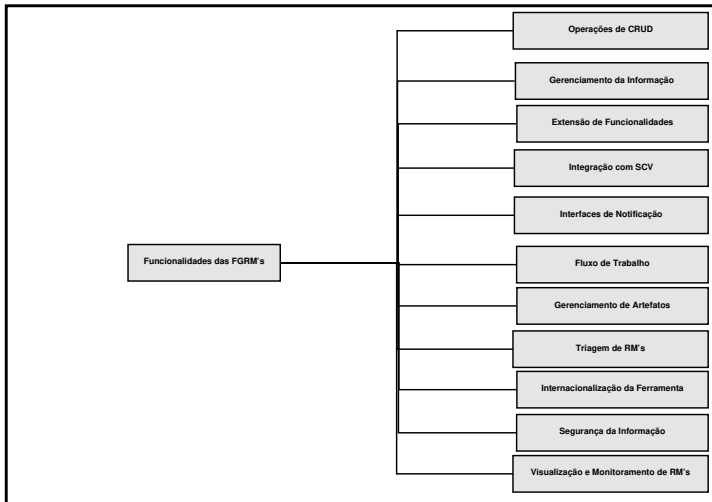 Operações de CRUD
Gerenciamento da Informação
Extensão de Funcionalidades
Integração com SCV
Interfaces de Notificação
Funcionalidades das FGRM's
Fluxo de Trabalho
Gerenciamento de Artefatos
Triagem de RM's
Internacionalização da Ferramenta
Segurança da Informação
Visualização e Monitoramento de RM's